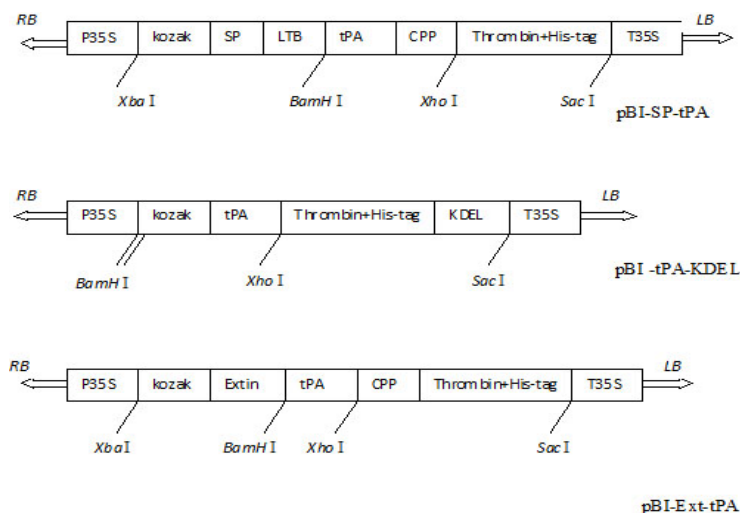 RB LB
P35S kozak SP LTB tPA CPP Thrombin+His-tag T35S
XbaⅠ BamHⅠ XhoⅠ SacⅠ
pBI-SP-tPA
RB LB
P35S kozak tPA Thrombin+His-tag KDEL T35S
BamHⅠ XhoⅠ SacⅠ
pBI -tPA-KDEL
RB LB
P35S kozak Extin tPA CPP Thrombin+His-tag T35S
XbaⅠ BamHⅠ XhoⅠ SacⅠ
pBI-Ext-tPA